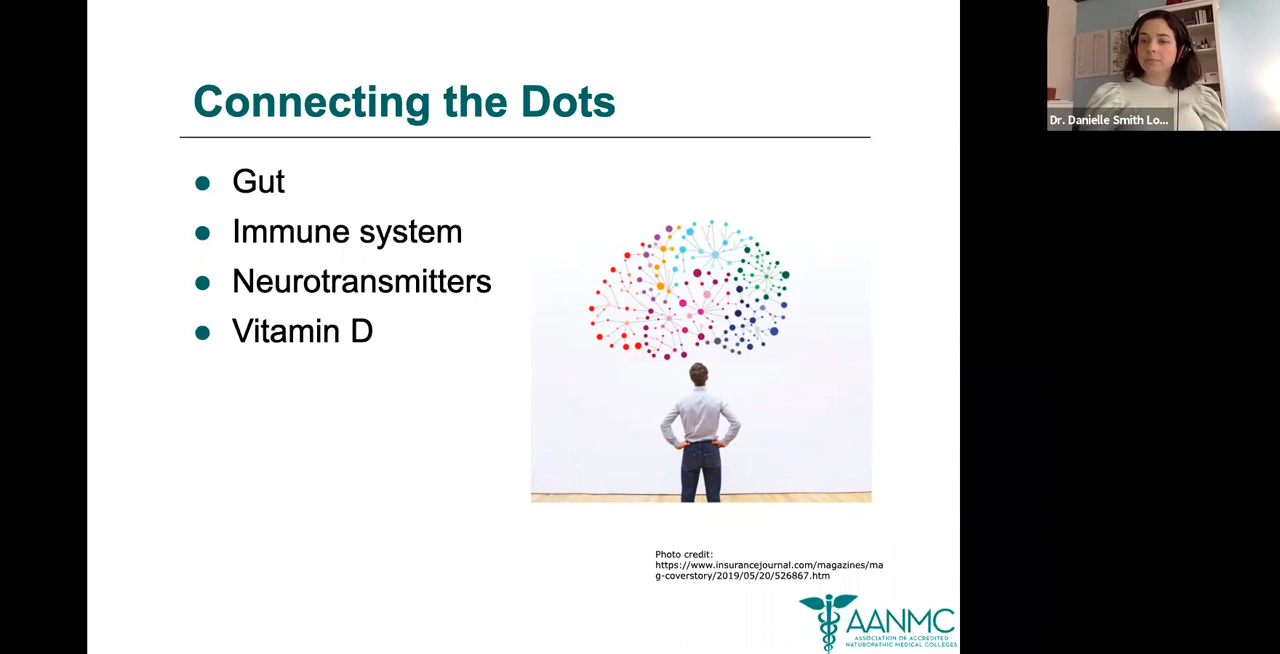 Connecting the Dots
Gut
Immune system
Neurotransmitters
Vitamin D
Photo credit:
https://www.insurancejournal.com/magazines/ma
g-coverstory/2019/05/20/526867.htm
AANMC
ASSOCIATION OF ACCREDITED
NATUROPATHIC MEDICAL COLLEGES
Dr. Danielle Smith Lo...